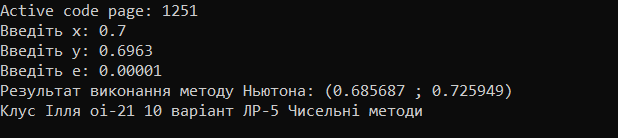 Active code page: 1251
Введіть x: 0.7
Введіть y: 0.6963
Введіть e: 0.00001
Результат виконання методу Ньютона: (0.685687 ; 0.725949)
Клус Ілля оі-21 10 варіант ЛР-5 Чисельні методи